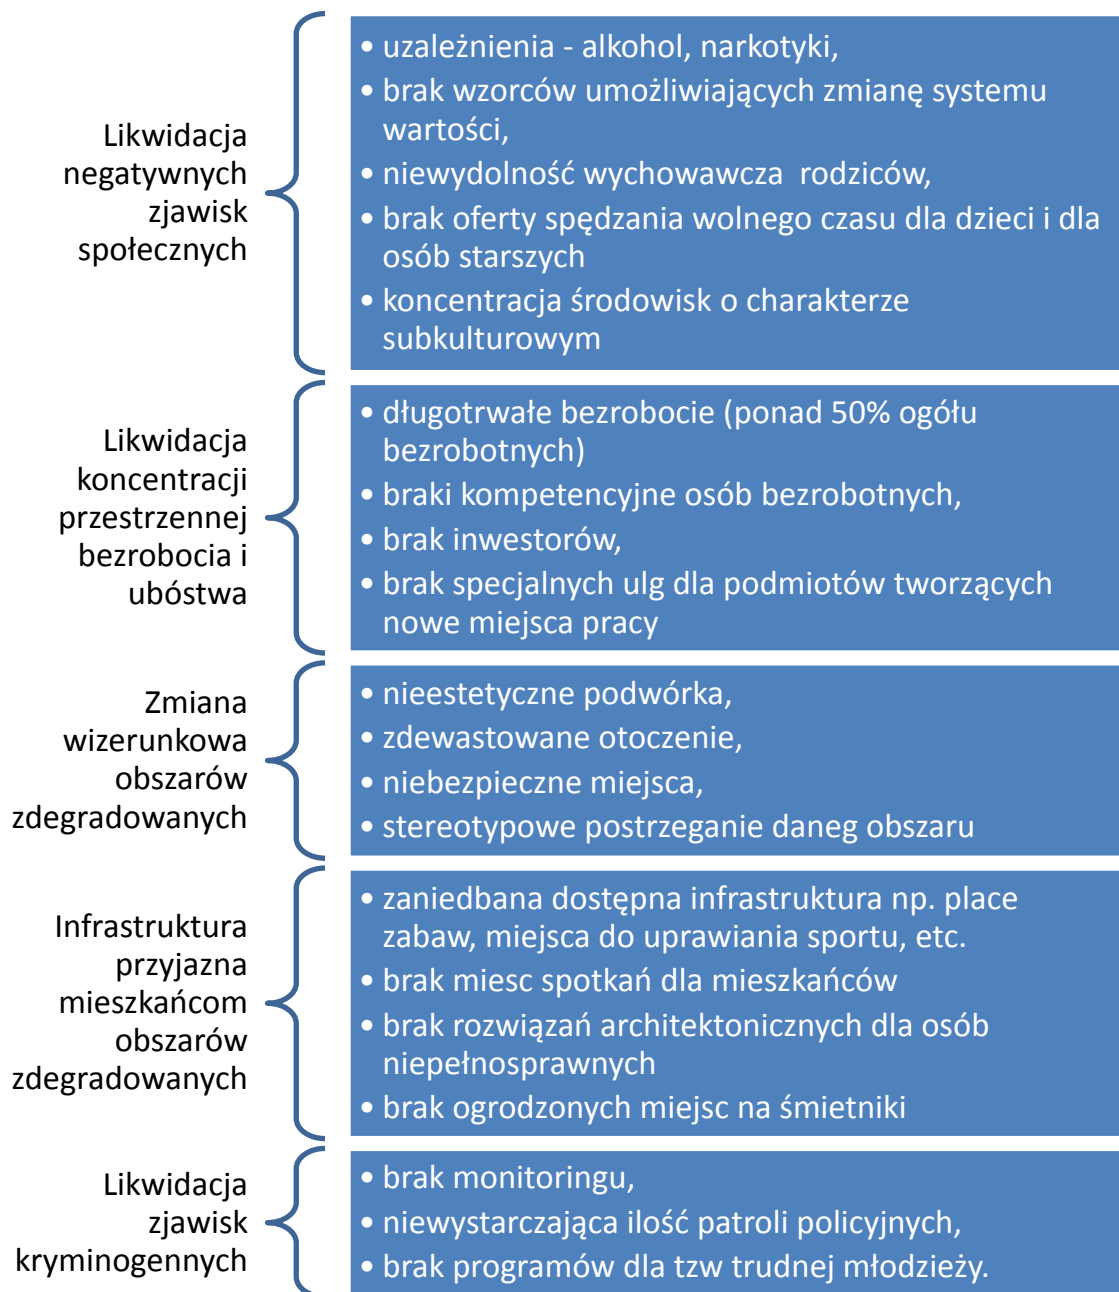 Likwidacja
negatywnych
zjawisk
społecznych
• uzależnienia - alkohol, narkotyki,
• brak wzorców umożliwiających zmianę systemu
wartości,
• niewydolność wychowawcza  rodziców,
• brak oferty spędzania wolnego czasu dla dzieci i dla
osób starszych
• koncentracja środowisk o charakterze
subkulturowym
Likwidacja
koncentracji
przestrzennej
bezrobocia i
ubóstwa
• długotrwałe bezrobocie (ponad 50% ogółu
bezrobotnych)
• braki kompetencyjne osób bezrobotnych,
• brak inwestorów,
• brak specjalnych ulg dla podmiotów tworzących
nowe miejsca pracy
Zmiana
wizerunkowa
obszarów
zdegradowanych
• nieestetyczne podwórka,
• zdewastowane otoczenie,
• niebezpieczne miejsca,
• stereotypowe postrzeganie daneg obszaru
Infrastruktura
przyjazna
mieszkańcom
obszarów
zdegradowanych
• zaniedbana dostępna infrastruktura np. place
zabaw, miejsca do uprawiania sportu, etc.
• brak miesc spotkań dla mieszkańców
• brak rozwiązań architektonicznych dla osób
niepełnosprawnych
• brak ogrodzonych miejsc na śmietniki
Likwidacja
zjawisk
kryminogennych
• brak monitoringu,
• niewystarczająca ilość patroli policyjnych,
• brak programów dla tzw trudnej młodzieży.